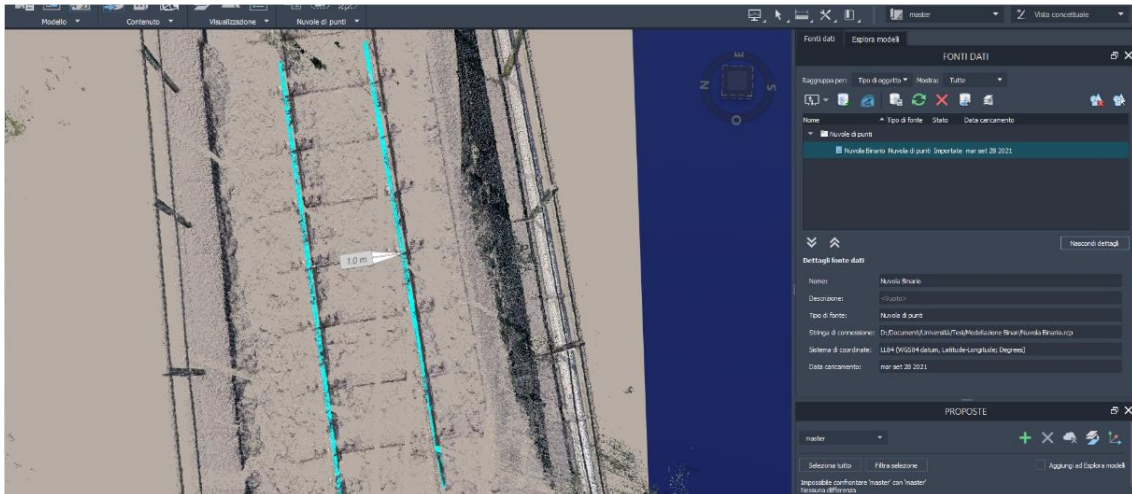 Modello Contenuto Visualizzazione Nuvole di punti master Vista concettuale
Fonti dati Esplora modelli
FONTI DATI
Raggruppa per: Tipo di oggetto Mostra: Tutto
Nome Tipo di fonte Stato Data caricamento
Nuvole di punti
Nuvola Binario Nuvola di punti Importate mar set 28 2021
Nascondi dettagli
Dettagli fonte dati
Nome: Nuvola Binario
Descrizione: <Vuoto>
Tipo di fonte: Nuvola di punti
Stringa di connessione: D:/Documenti/Università/Tesi/Modellazione Binari/Nuvola Binario.rcp
Sistema di coordinate: LL84 (WGS84 datum, Latitude-Longitude; Degrees)
Data caricamento: mar set 28 2021
PROPOSTE
master
Seleziona tutto Filtra selezione Aggiungi ad Esplora modelli
Impossibile confrontare 'master' con 'master'
Nessuna differenza
N E S O
1.0 m